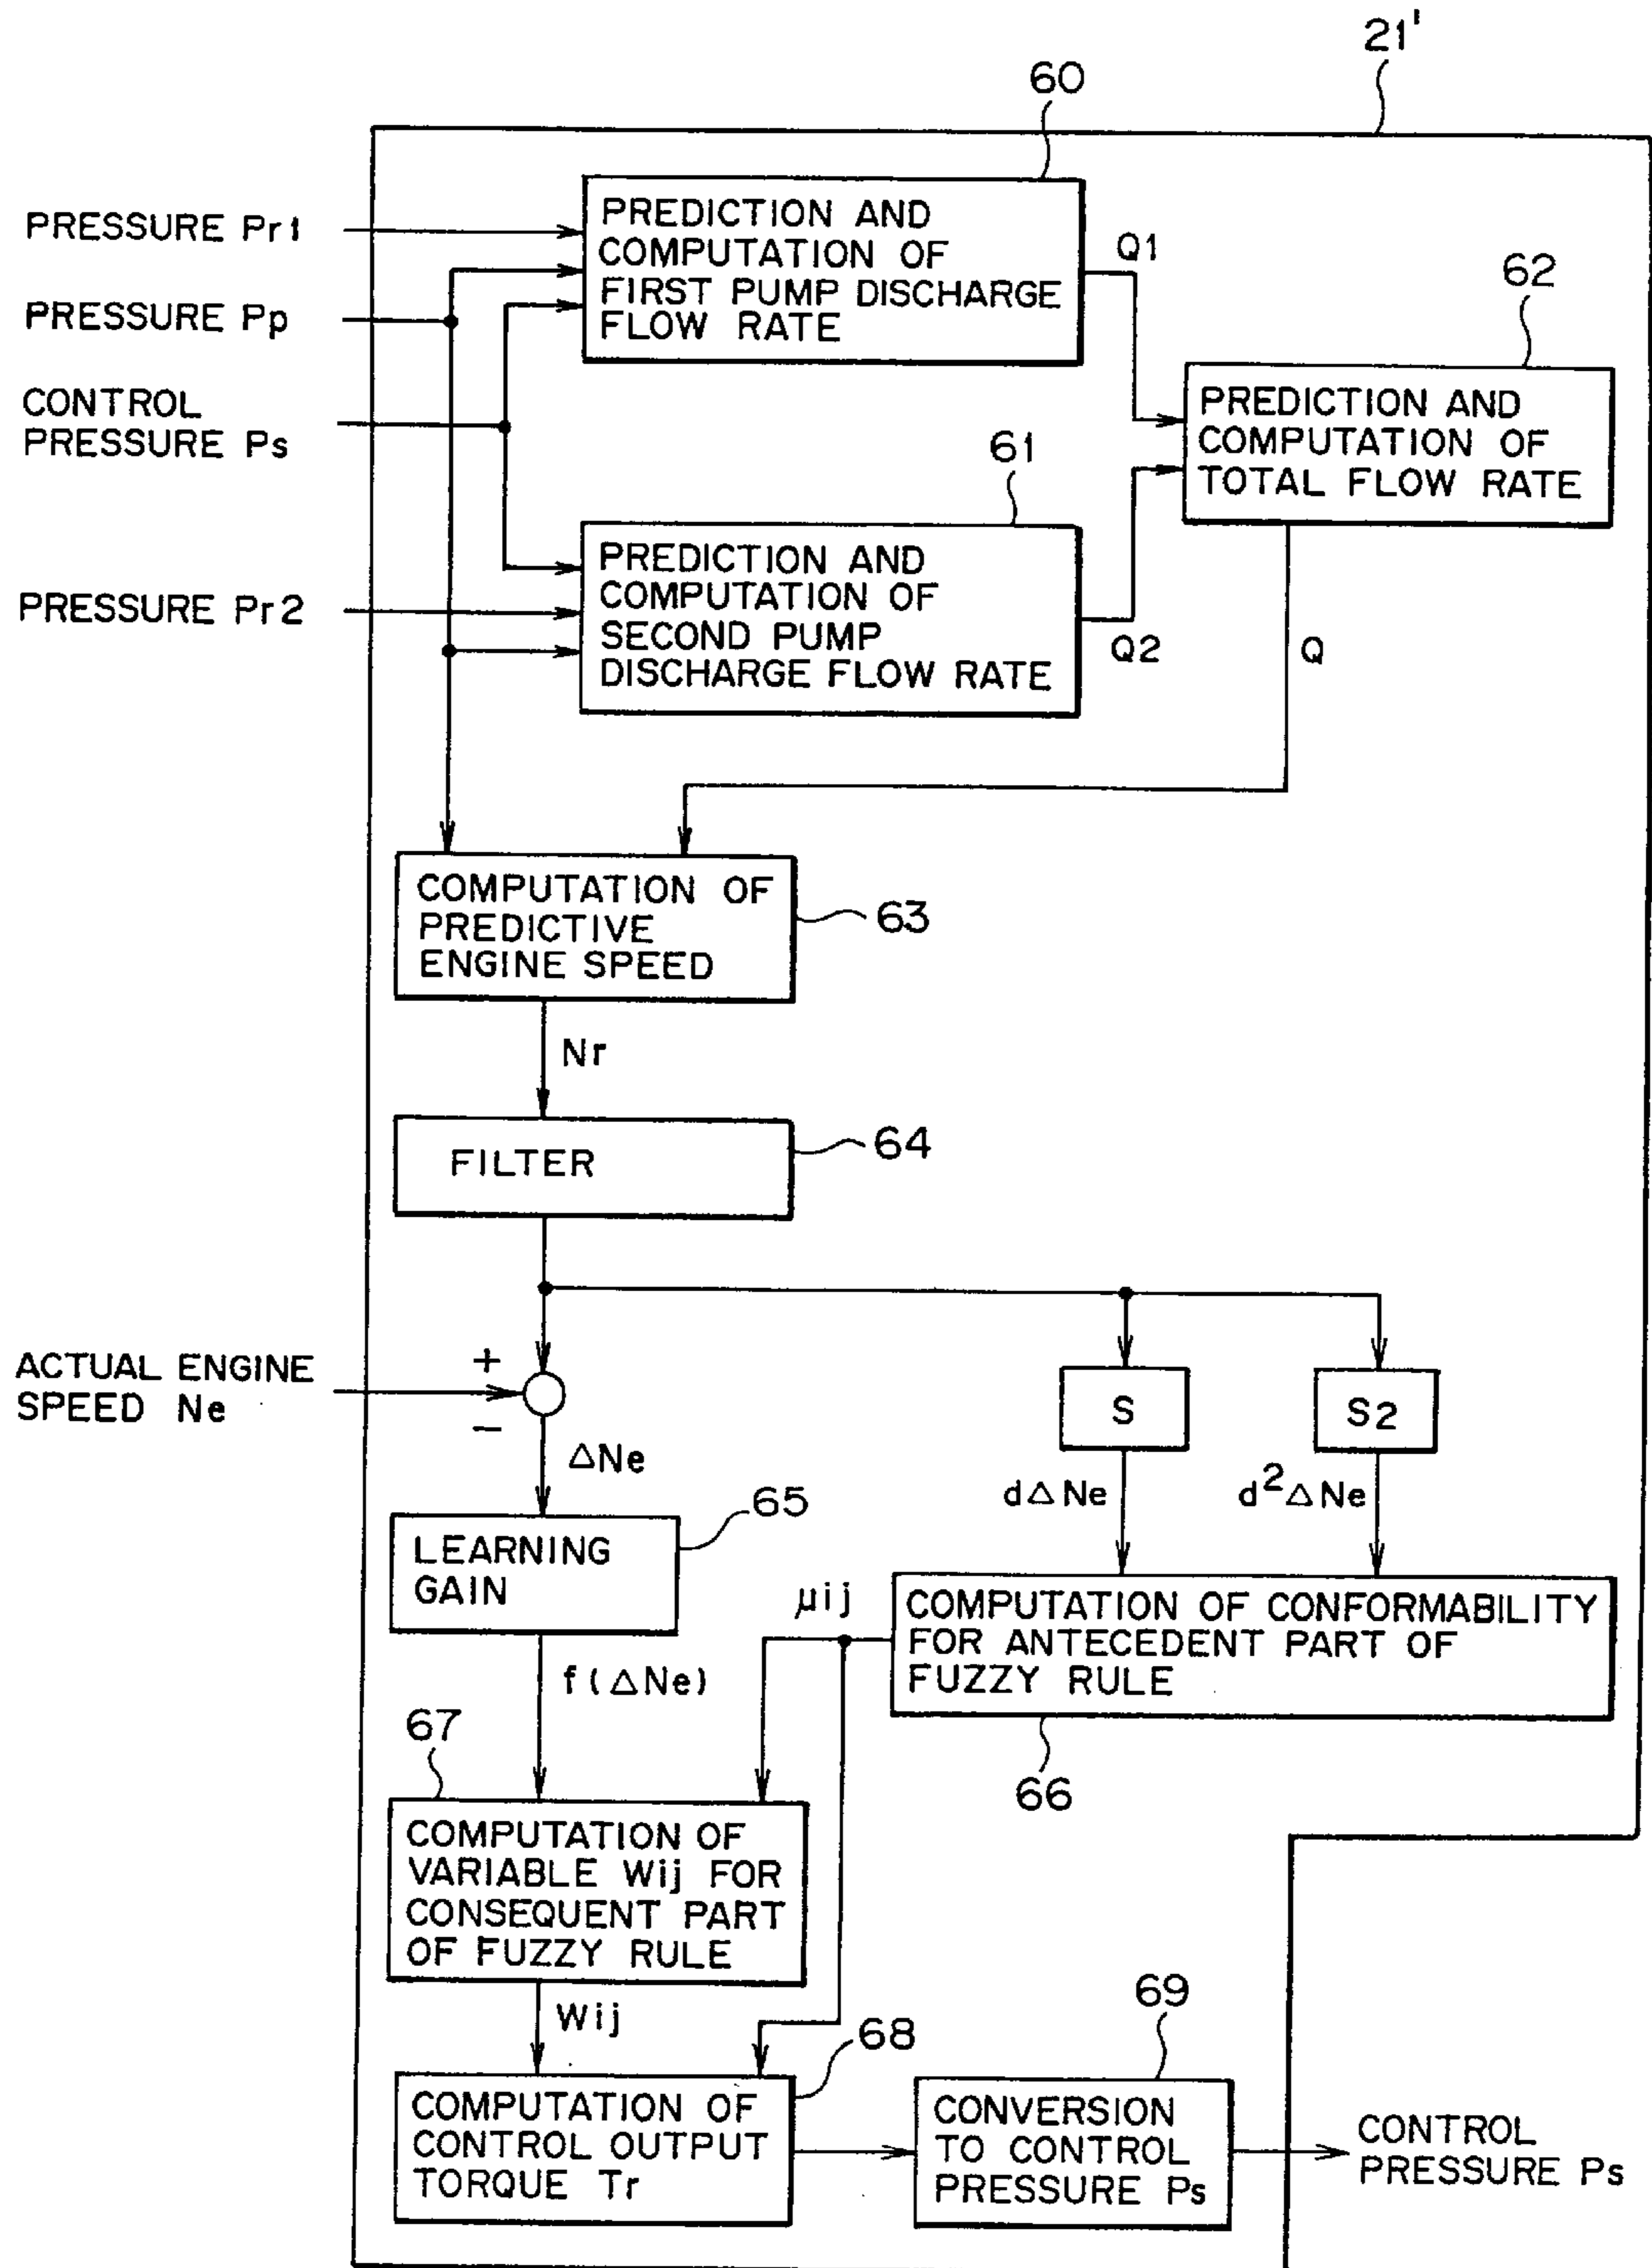 21'
60
PRESSURE Pr1
PREDICTION AND
COMPUTATION OF
FIRST PUMP DISCHARGE
FLOW RATE
Q1
62
PRESSURE Pp
CONTROL
PRESSURE Ps
PREDICTION AND
COMPUTATION OF
TOTAL FLOW RATE
61
PRESSURE Pr2
PREDICTION AND
COMPUTATION OF
SECOND PUMP
DISCHARGE FLOW RATE
Q2
Q
COMPUTATION OF
PREDICTIVE
ENGINE SPEED
63
Nr
FILTER
64
ACTUAL ENGINE
SPEED Ne
+
−
S
S2
ΔNe
dΔNe
d²ΔNe
65
LEARNING
GAIN
μij
COMPUTATION OF CONFORMABILITY
FOR ANTECEDENT PART OF
FUZZY RULE
f(ΔNe)
67
66
COMPUTATION OF
VARIABLE Wij FOR
CONSEQUENT PART
OF FUZZY RULE
Wij
68
69
COMPUTATION OF
CONTROL OUTPUT
TORQUE Tr
CONVERSION
TO CONTROL
PRESSURE Ps
CONTROL
PRESSURE Ps